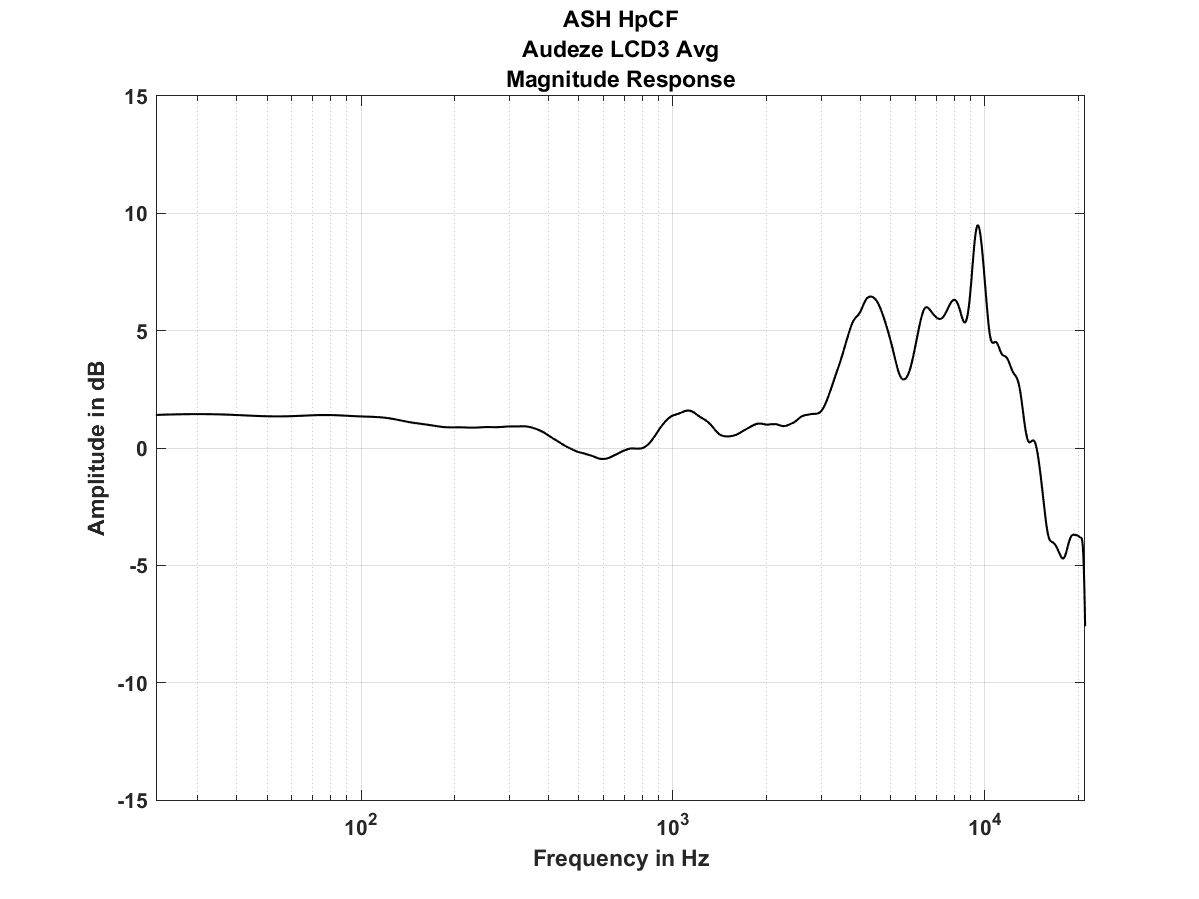 ASH HpCF
Audeze LCD3 Avg
Magnitude Response
15
10
5
0
-5
-10
-15
Amplitude in dB
10² 10³ 10⁴
Frequency in Hz